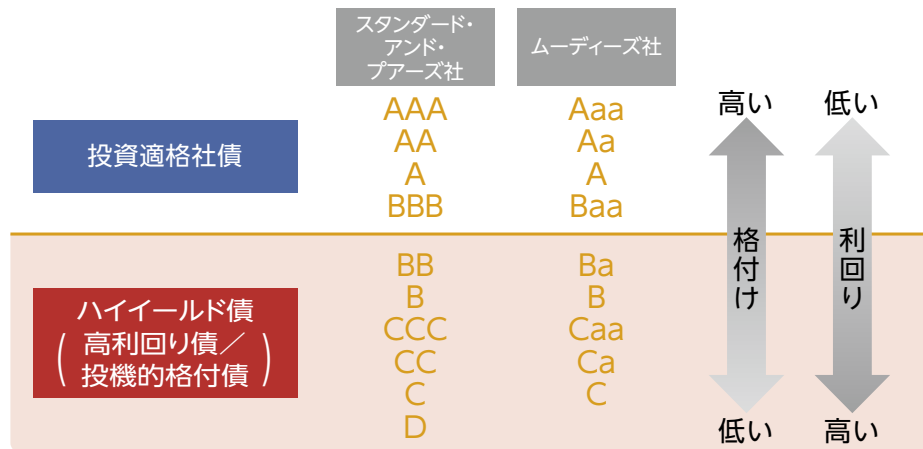 スタンダード・
アンド・
プアーズ社
ムーディーズ社
投資適格社債
AAA
AA
A
BBB
Aaa
Aa
A
Baa
ハイイールド債
(高利回り債／
投機的格付債)
BB
B
CCC
CC
C
D
Ba
B
Caa
Ca
C
高い
格付け
低い
低い
利回り
高い